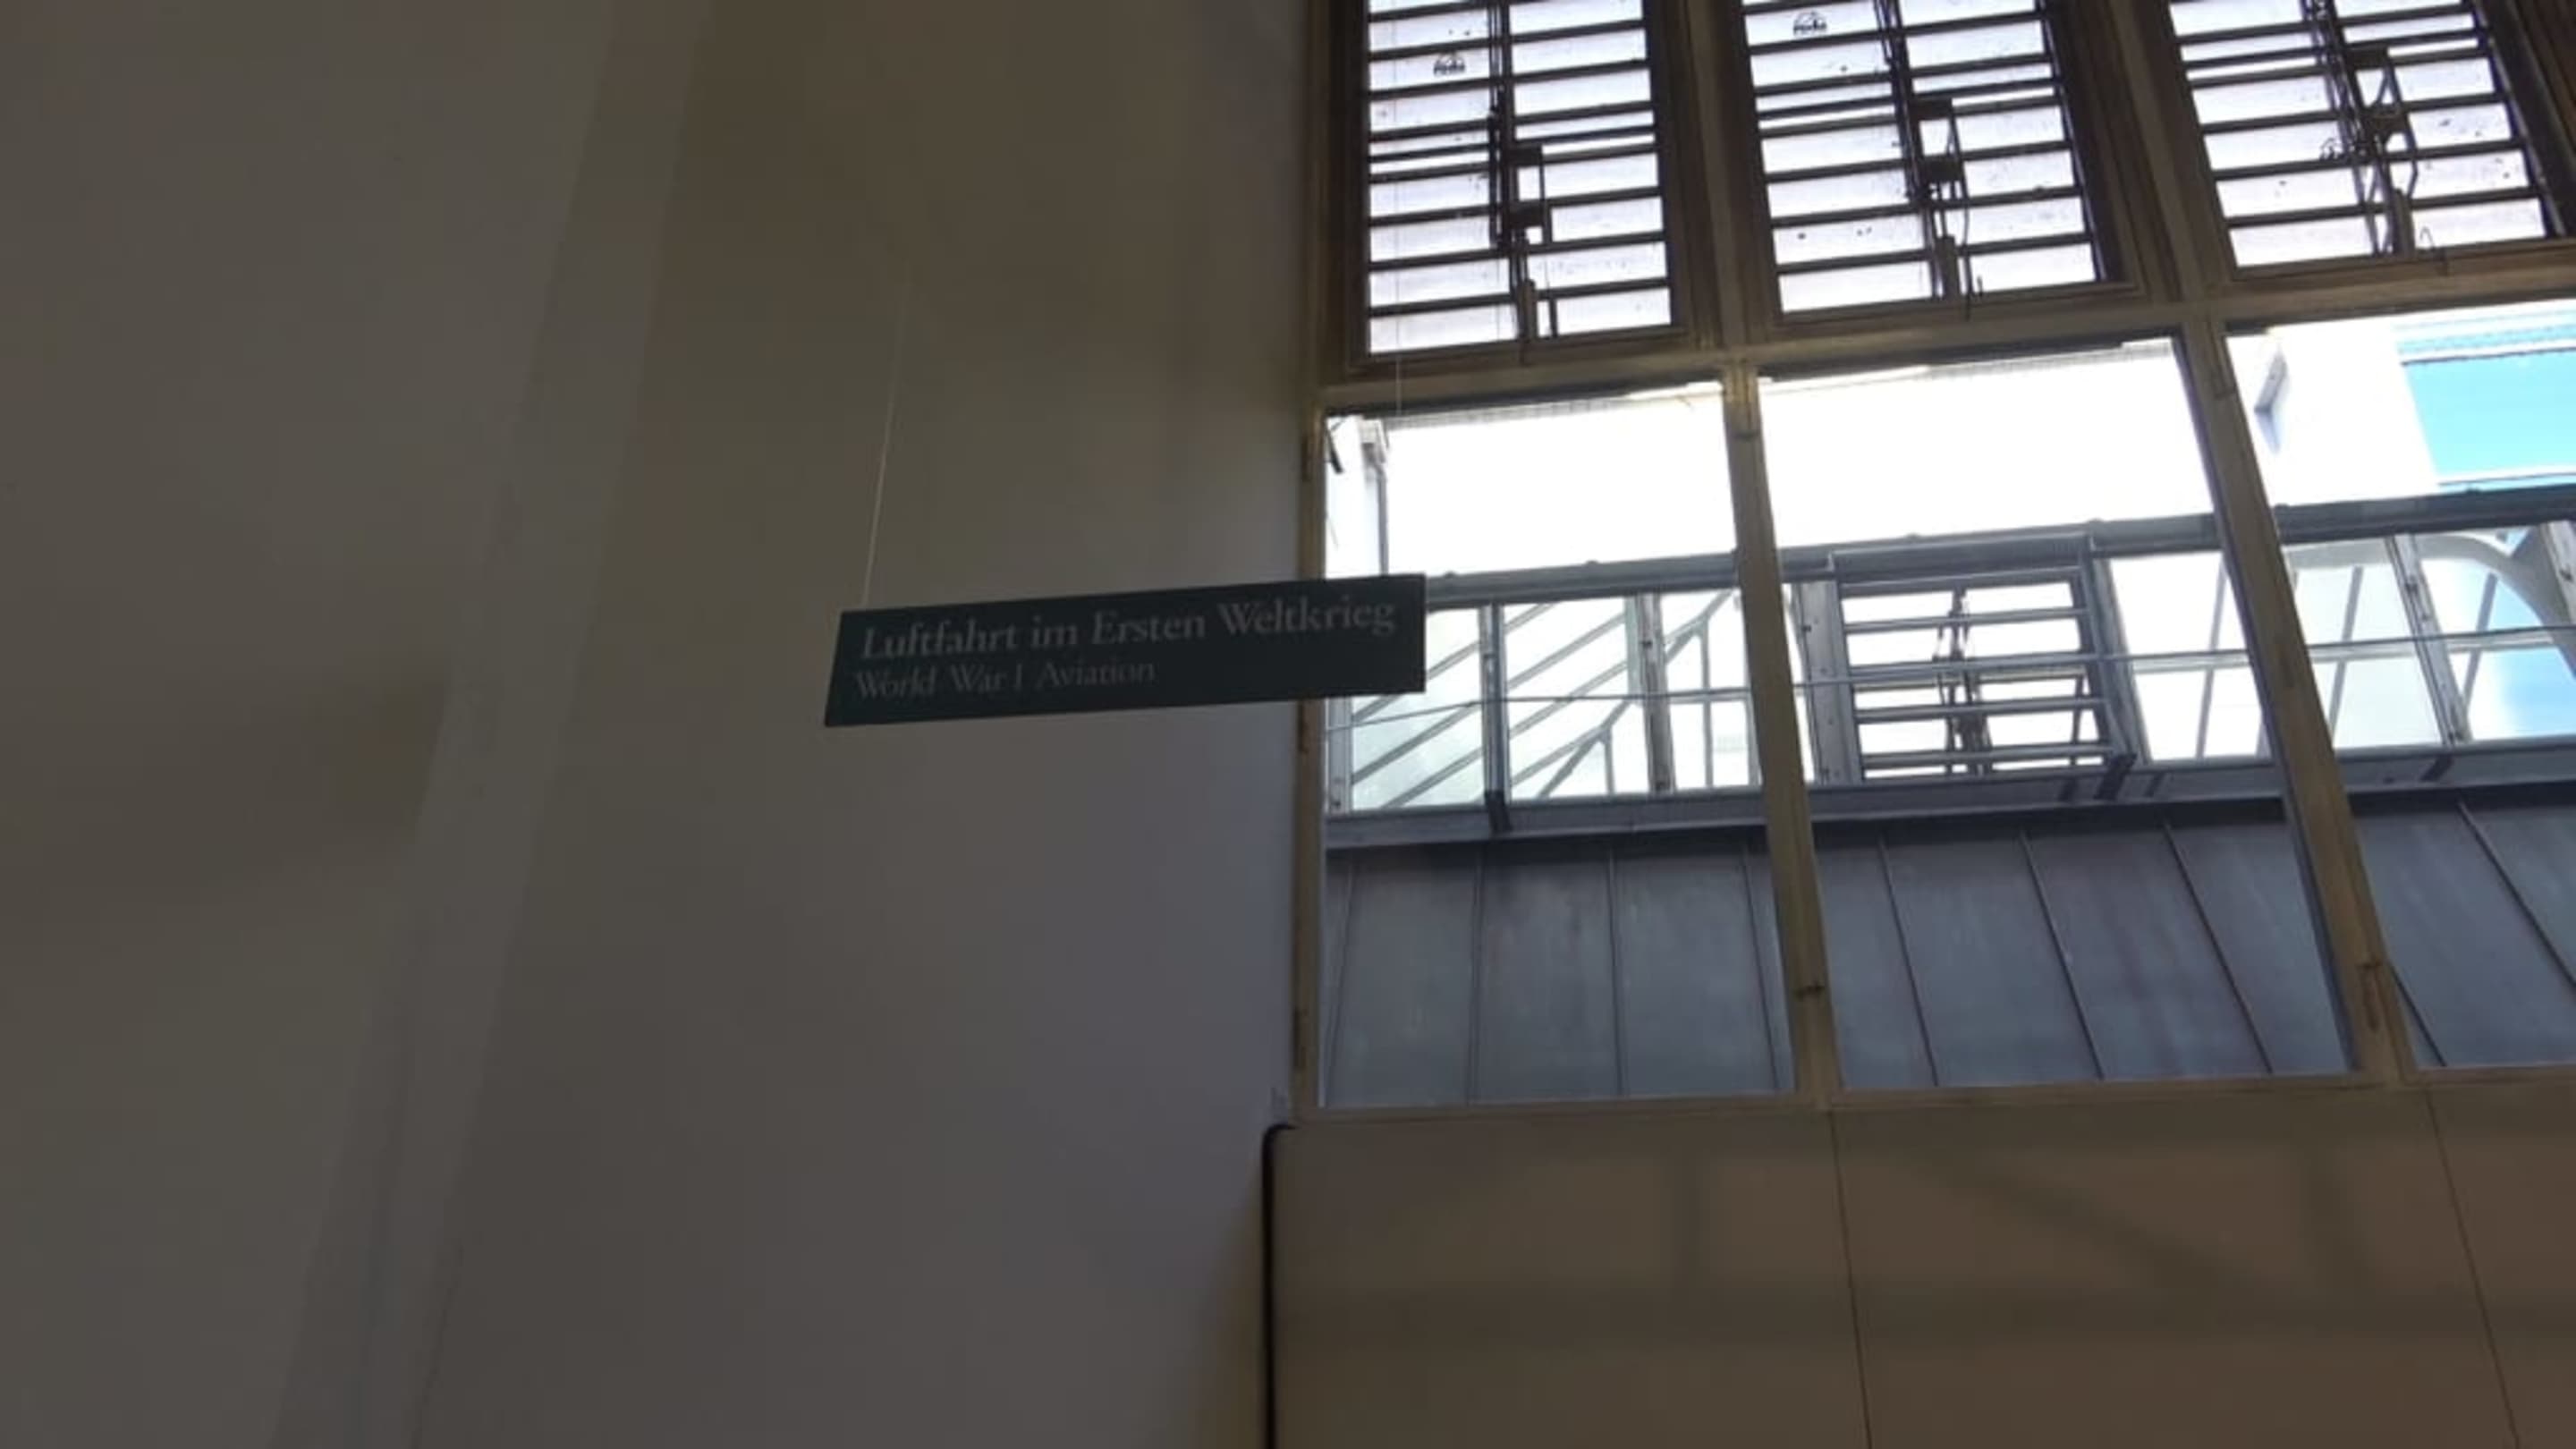 Luftfahrt im Ersten Weltkrieg
World War I Aviation